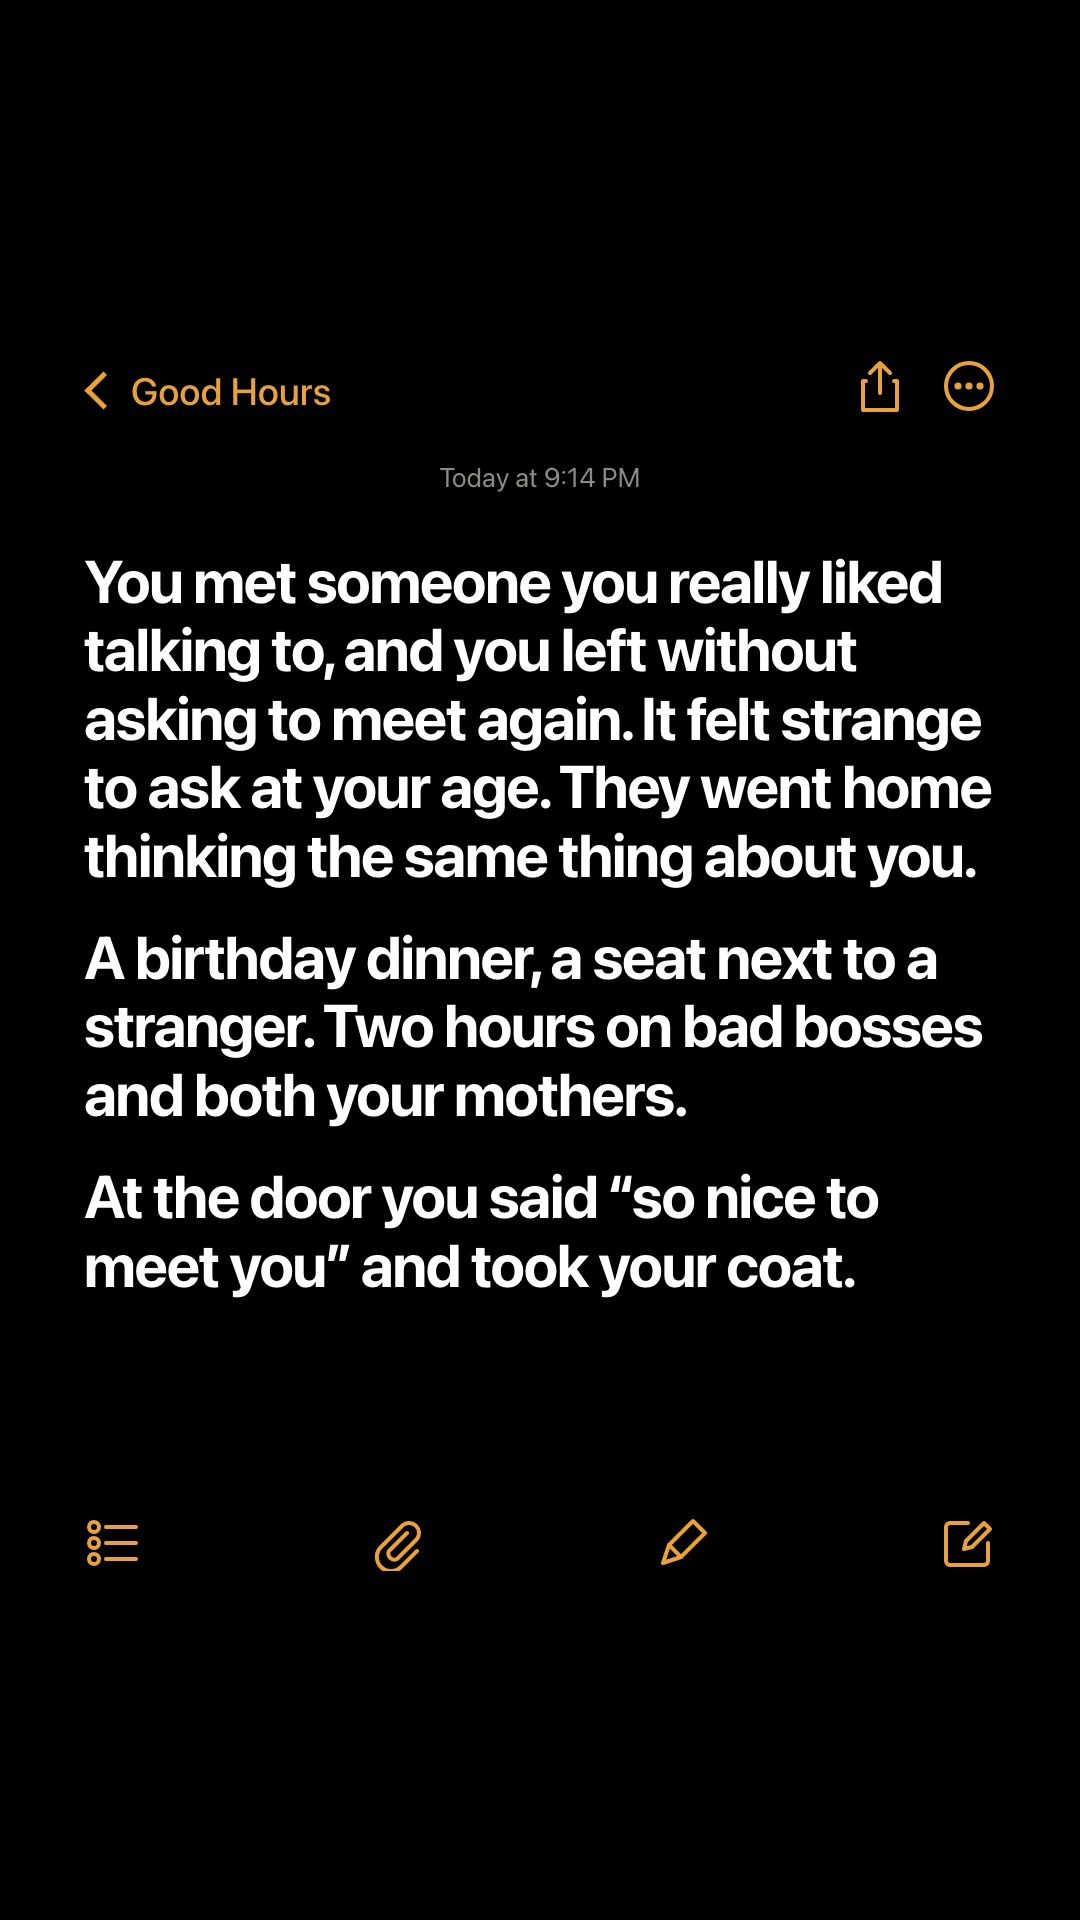 Good Hours
Today at 9:14 PM
You met someone you really liked
talking to, and you left without
asking to meet again. It felt strange
to ask at your age. They went home
thinking the same thing about you.
A birthday dinner, a seat next to a
stranger. Two hours on bad bosses
and both your mothers.
At the door you said “so nice to
meet you” and took your coat.